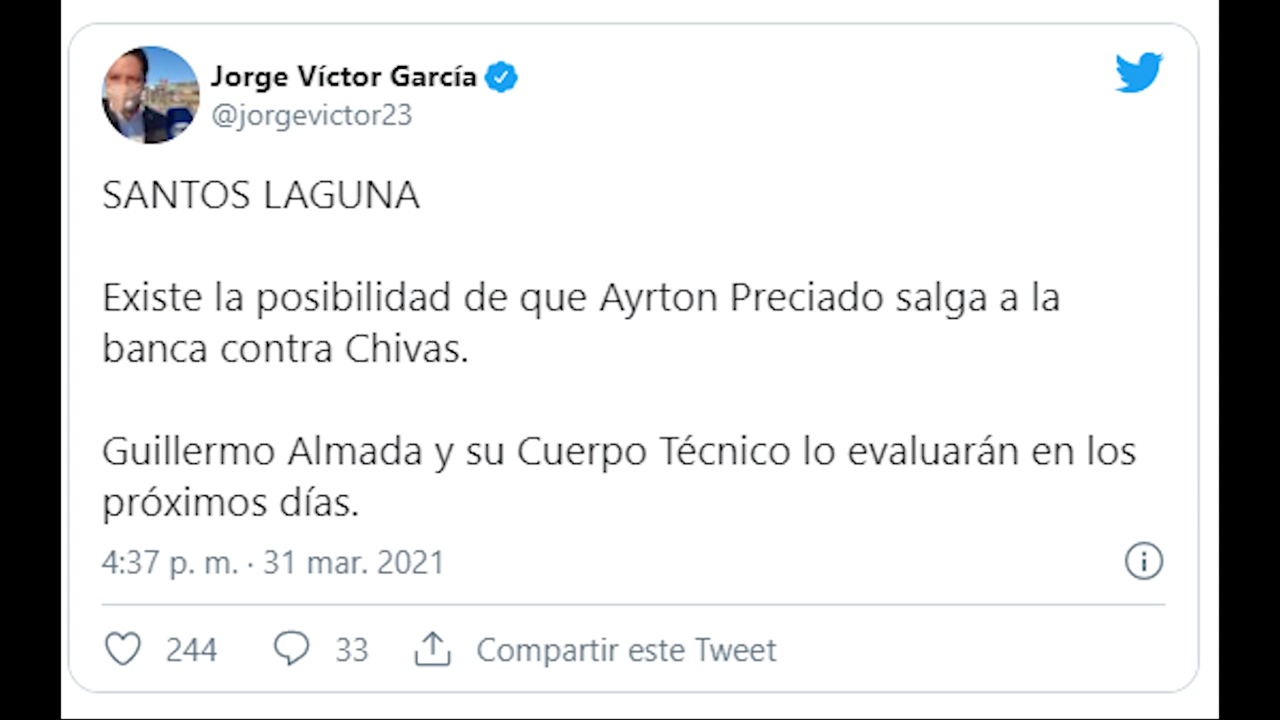 Jorge Víctor García
@jorgevictor23
SANTOS LAGUNA
Existe la posibilidad de que Ayrton Preciado salga a la
banca contra Chivas.
Guillermo Almada y su Cuerpo Técnico lo evaluarán en los
próximos días.
4:37 p. m. · 31 mar. 2021
244 33 Compartir este Tweet